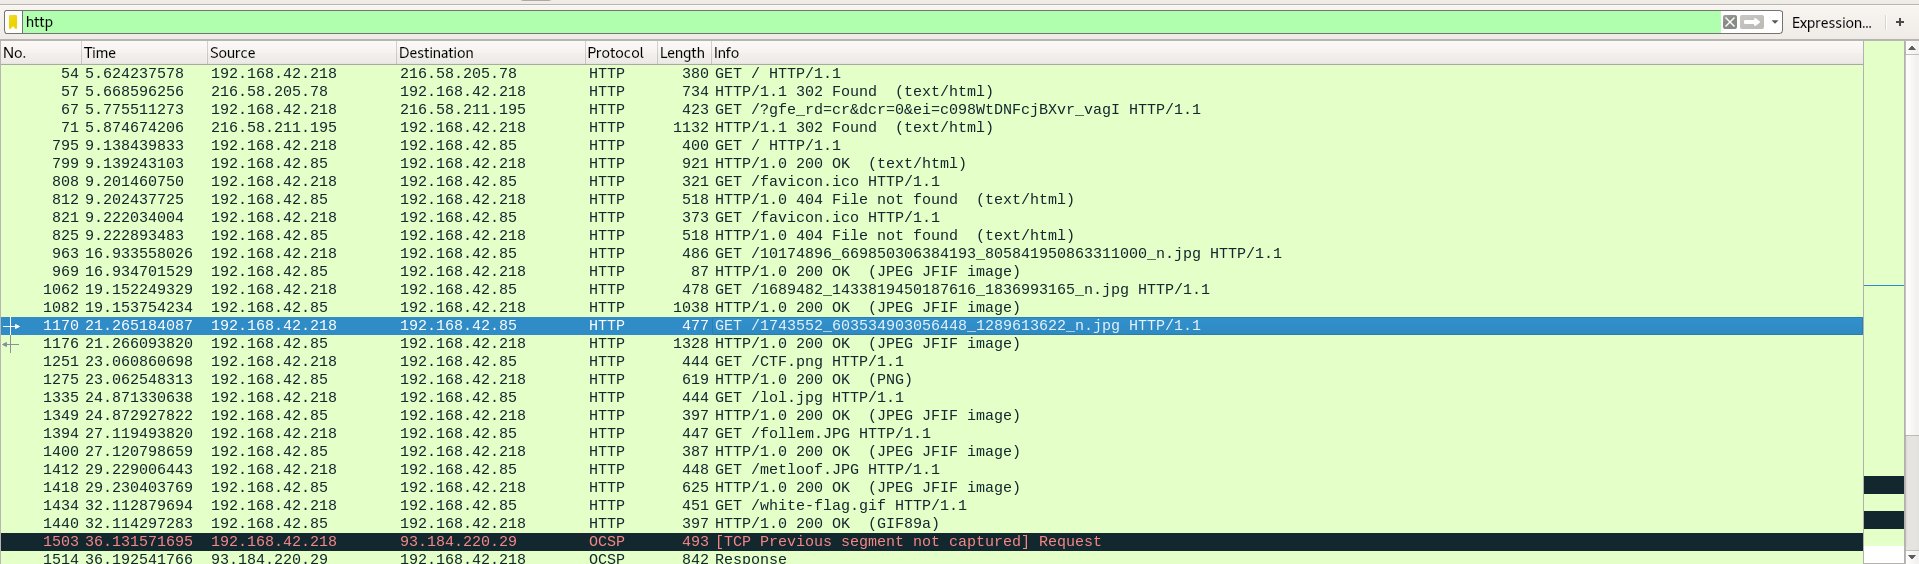 http Expression... +
No. Time Source Destination Protocol Length Info
54 5.624237578 192.168.42.218 216.58.205.78 HTTP 380 GET / HTTP/1.1
57 5.668596256 216.58.205.78 192.168.42.218 HTTP 734 HTTP/1.1 302 Found (text/html)
67 5.775511273 192.168.42.218 216.58.211.195 HTTP 423 GET /?gfe_rd=cr&dcr=0&ei=c098WtDNFcjBXvr_vagI HTTP/1.1
71 5.874674206 216.58.211.195 192.168.42.218 HTTP 1132 HTTP/1.1 302 Found (text/html)
795 9.138439833 192.168.42.218 192.168.42.85 HTTP 400 GET / HTTP/1.1
799 9.139243103 192.168.42.85 192.168.42.218 HTTP 921 HTTP/1.0 200 OK (text/html)
808 9.201460750 192.168.42.218 192.168.42.85 HTTP 321 GET /favicon.ico HTTP/1.1
812 9.202437725 192.168.42.85 192.168.42.218 HTTP 518 HTTP/1.0 404 File not found (text/html)
821 9.222034004 192.168.42.218 192.168.42.85 HTTP 373 GET /favicon.ico HTTP/1.1
825 9.222893483 192.168.42.85 192.168.42.218 HTTP 518 HTTP/1.0 404 File not found (text/html)
963 16.933558026 192.168.42.218 192.168.42.85 HTTP 486 GET /10174896_669850306384193_805841950863311000_n.jpg HTTP/1.1
969 16.934701529 192.168.42.85 192.168.42.218 HTTP 87 HTTP/1.0 200 OK (JPEG JFIF image)
1062 19.152249329 192.168.42.218 192.168.42.85 HTTP 478 GET /1689482_1433819450187616_1836993165_n.jpg HTTP/1.1
1082 19.153754234 192.168.42.85 192.168.42.218 HTTP 1038 HTTP/1.0 200 OK (JPEG JFIF image)
1170 21.265184087 192.168.42.218 192.168.42.85 HTTP 477 GET /1743552_603534903056448_1289613622_n.jpg HTTP/1.1
1176 21.266093820 192.168.42.85 192.168.42.218 HTTP 1328 HTTP/1.0 200 OK (JPEG JFIF image)
1251 23.060860698 192.168.42.218 192.168.42.85 HTTP 444 GET /CTF.png HTTP/1.1
1275 23.062548313 192.168.42.85 192.168.42.218 HTTP 619 HTTP/1.0 200 OK (PNG)
1335 24.871330638 192.168.42.218 192.168.42.85 HTTP 444 GET /lol.jpg HTTP/1.1
1349 24.872927822 192.168.42.85 192.168.42.218 HTTP 397 HTTP/1.0 200 OK (JPEG JFIF image)
1394 27.119493820 192.168.42.218 192.168.42.85 HTTP 447 GET /follem.JPG HTTP/1.1
1400 27.120798659 192.168.42.85 192.168.42.218 HTTP 387 HTTP/1.0 200 OK (JPEG JFIF image)
1412 29.229006443 192.168.42.218 192.168.42.85 HTTP 448 GET /metloof.JPG HTTP/1.1
1418 29.230403769 192.168.42.85 192.168.42.218 HTTP 625 HTTP/1.0 200 OK (JPEG JFIF image)
1434 32.112879694 192.168.42.218 192.168.42.85 HTTP 451 GET /white-flag.gif HTTP/1.1
1440 32.114297283 192.168.42.85 192.168.42.218 HTTP 397 HTTP/1.0 200 OK (GIF89a)
1503 36.131571695 192.168.42.218 93.184.220.29 OCSP 493 [TCP Previous segment not captured] Request
1514 36.192541766 93.184.220.29 192.168.42.218 OCSP 842 Response